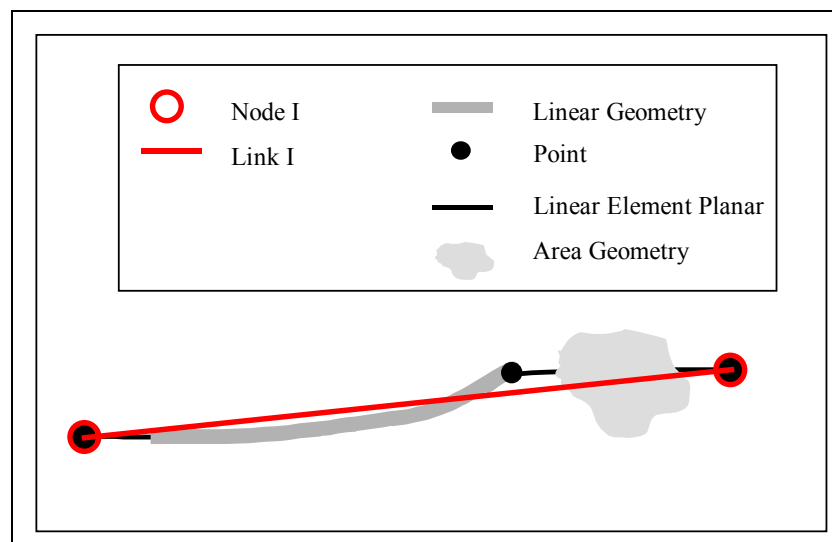 Node I
Link I
Linear Geometry
Point
Linear Element Planar
Area Geometry